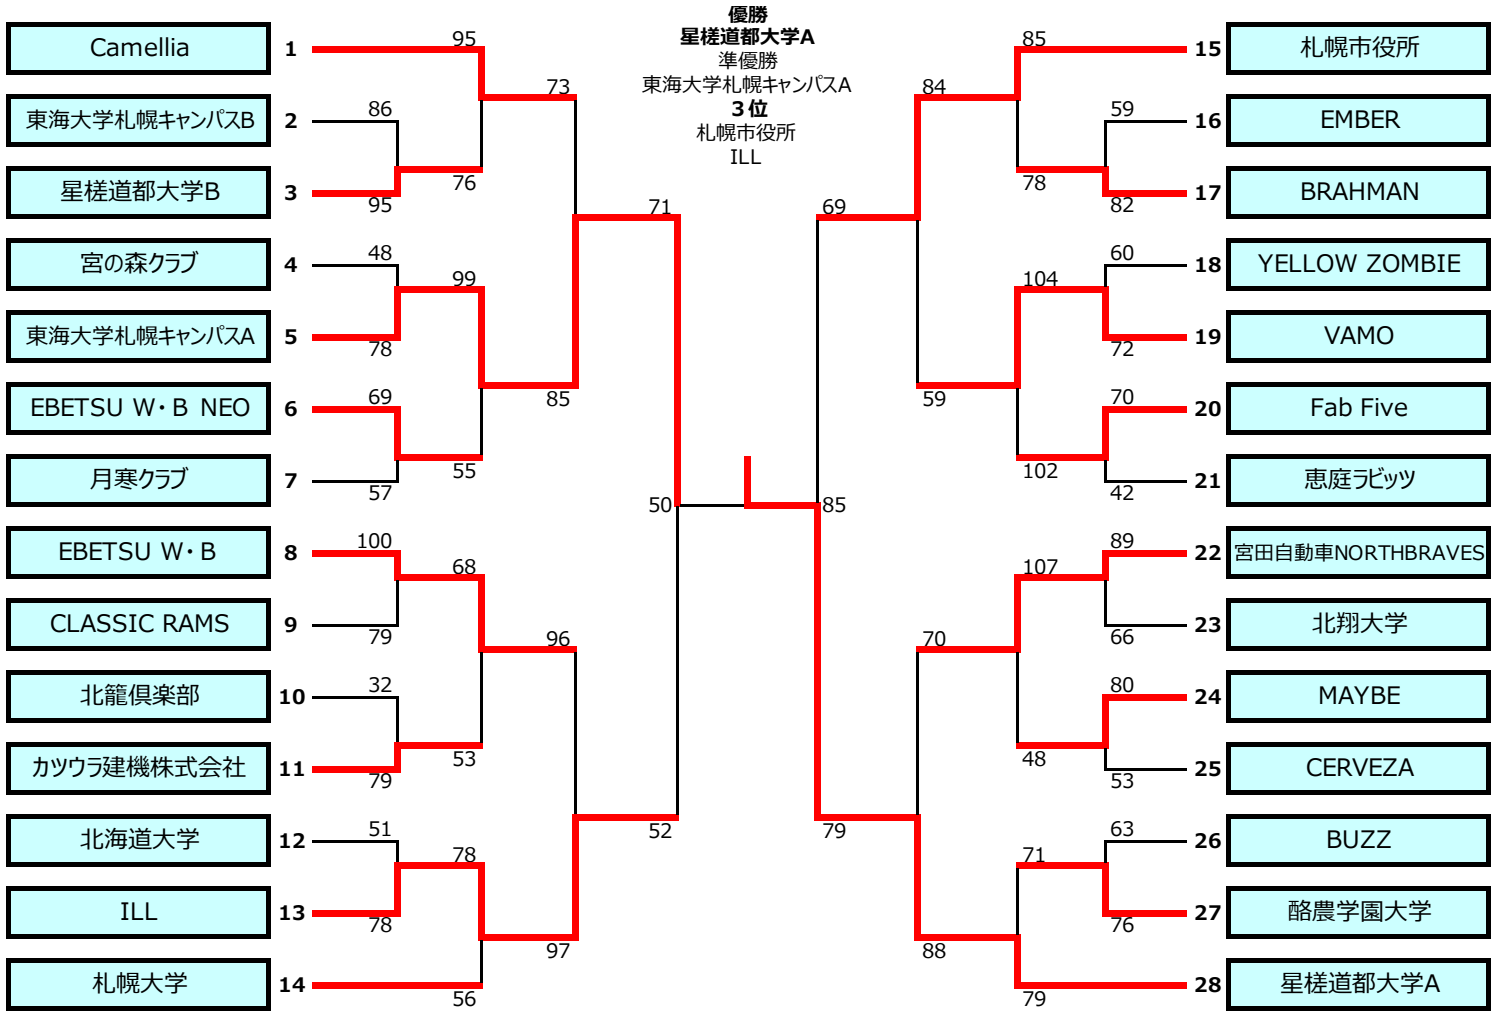 優勝
星槎道都大学A
準優勝
東海大学札幌キャンパスA
３位
札幌市役所
ILL
Camellia 1
東海大学札幌キャンパスB 2
星槎道都大学B 3
宮の森クラブ 4
東海大学札幌キャンパスA 5
EBETSU W・B NEO 6
月寒クラブ 7
EBETSU W・B 8
CLASSIC RAMS 9
北籠倶楽部 10
カツウラ建機株式会社 11
北海道大学 12
ILL 13
札幌大学 14
95
86
95
76
73
48
78
99
69
57
55
85
71
100
79
68
32
79
53
96
51
78
78
56
97
52
50
85
69
84
85
59
82
78
60
72
104
70
42
102
59
89
66
107
80
53
48
70
63
76
71
79
88
79
15 札幌市役所
16 EMBER
17 BRAHMAN
18 YELLOW ZOMBIE
19 VAMO
20 Fab Five
21 恵庭ラビッツ
22 宮田自動車NORTHBRAVES
23 北翔大学
24 MAYBE
25 CERVEZA
26 BUZZ
27 酪農学園大学
28 星槎道都大学A